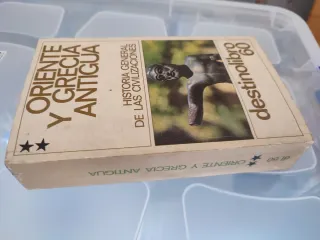 ORIENTE
Y GRECIA
ANTIGUA
HISTORIA GENERAL
DE LAS CIVILIZACIONES
destinolibro
60
ORIENTE Y GRECIA ANTIGUA